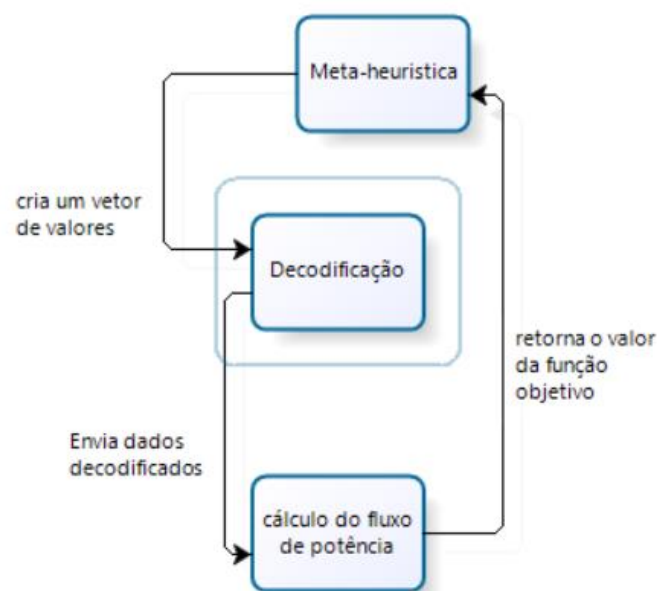 Meta-heuristica
cria um vetor
de valores
Decodificação
retorna o valor
da função
objetivo
Envia dados
decodificados
cálculo do fluxo
de potência